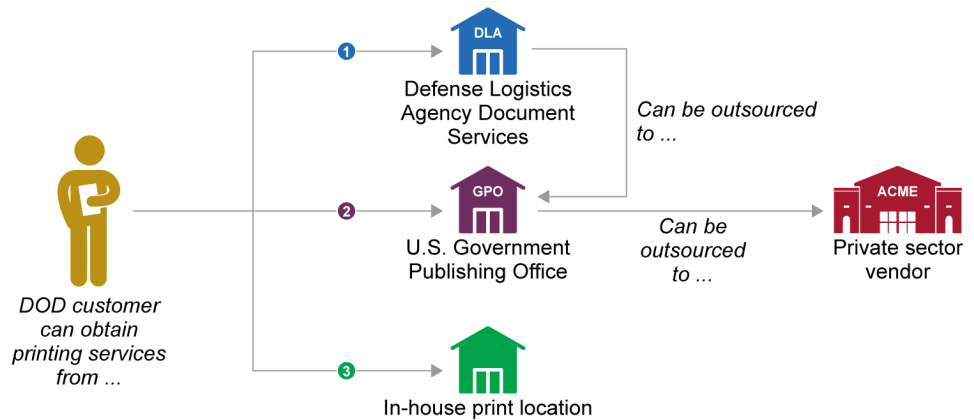 1
DLA
Defense Logistics
Agency Document
Services
Can be outsourced
to ...
2
GPO
U.S. Government
Publishing Office
Can be
outsourced
to ...
ACME
Private sector
vendor
DOD customer
can obtain
printing services
from ...
3
In-house print location